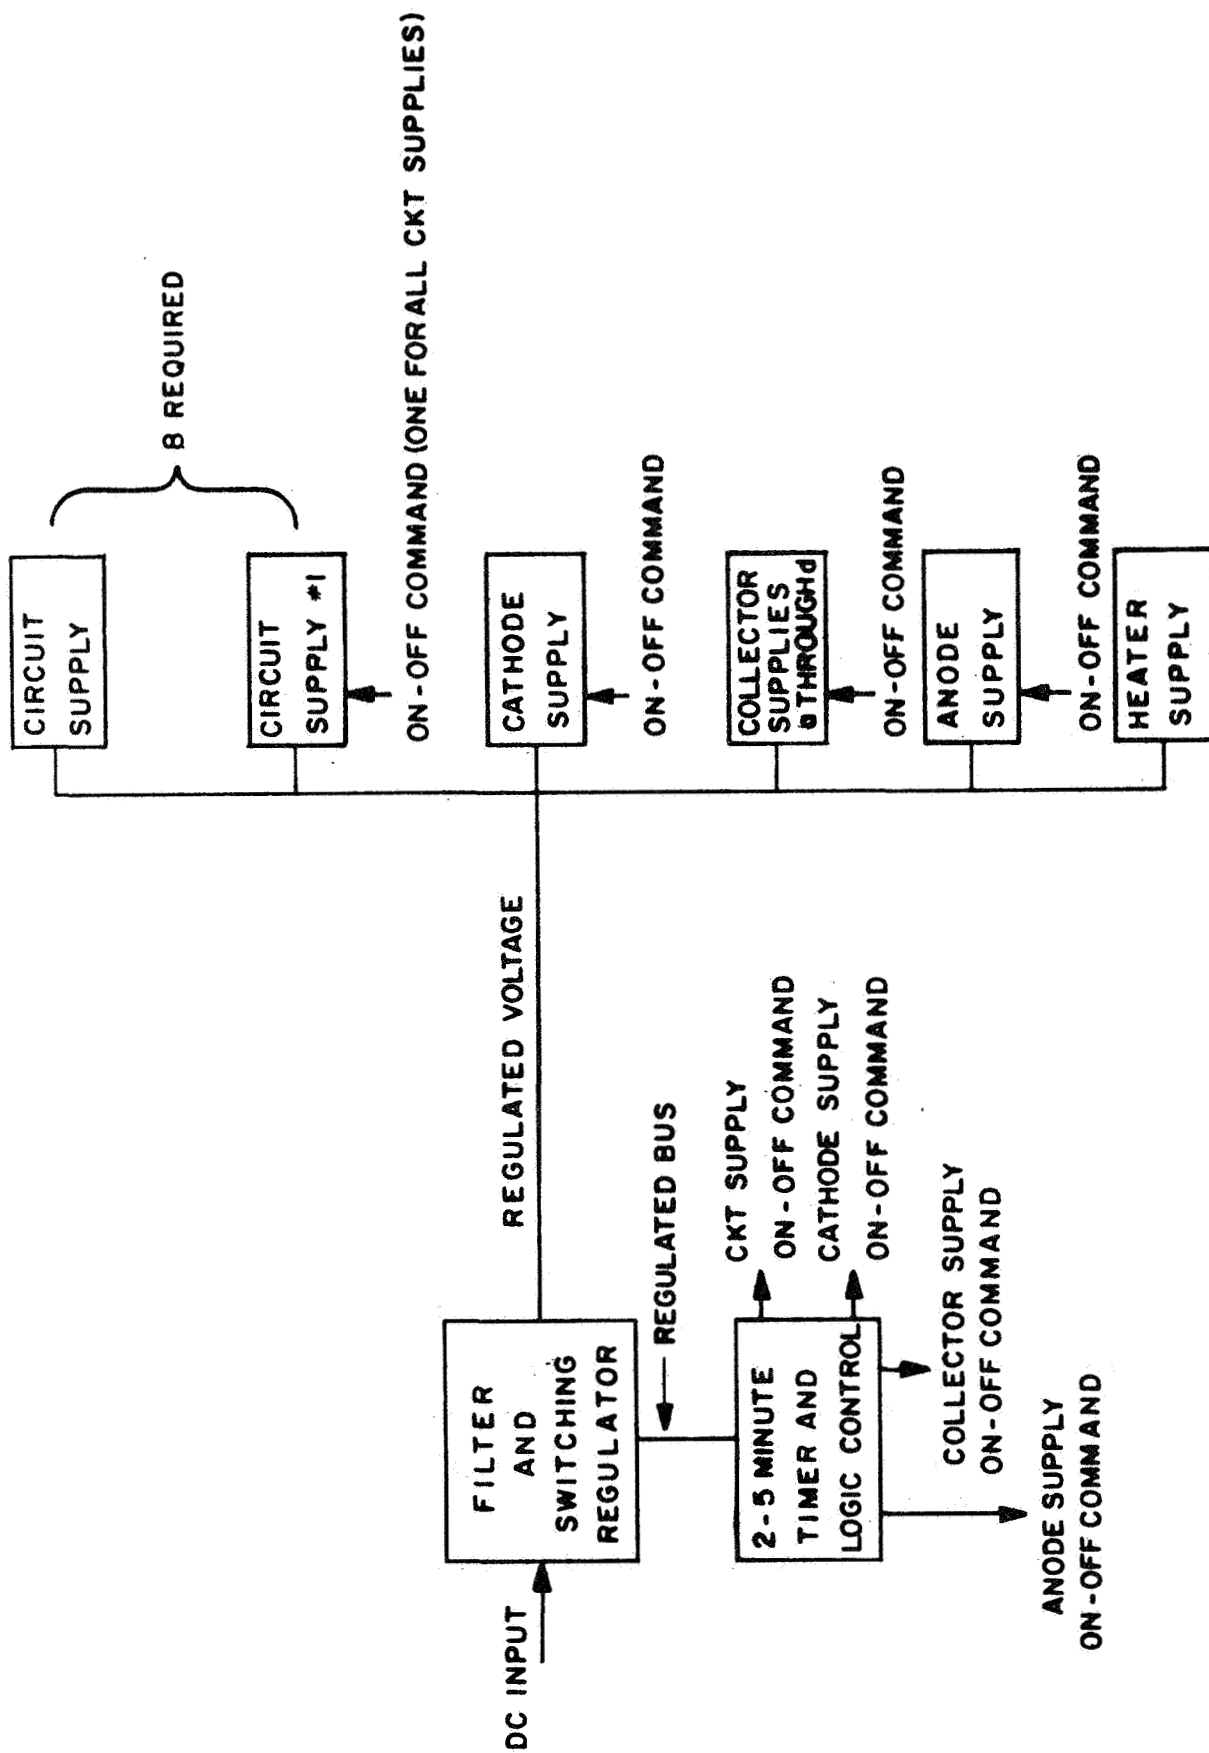 DC INPUT
FILTER
AND
SWITCHING
REGULATOR
REGULATED VOLTAGE
REGULATED BUS
2-5 MINUTE
TIMER AND
LOGIC CONTROL
CKT SUPPLY
ON-OFF COMMAND
CATHODE SUPPLY
ON-OFF COMMAND
COLLECTOR SUPPLY
ON-OFF COMMAND
ANODE SUPPLY
ON-OFF COMMAND
CIRCUIT
SUPPLY
8 REQUIRED
CIRCUIT
SUPPLY #1
ON-OFF COMMAND (ONE FOR ALL CKT SUPPLIES)
CATHODE
SUPPLY
ON-OFF COMMAND
COLLECTOR
SUPPLIES
a THROUGH d
ON-OFF COMMAND
ANODE
SUPPLY
ON-OFF COMMAND
HEATER
SUPPLY